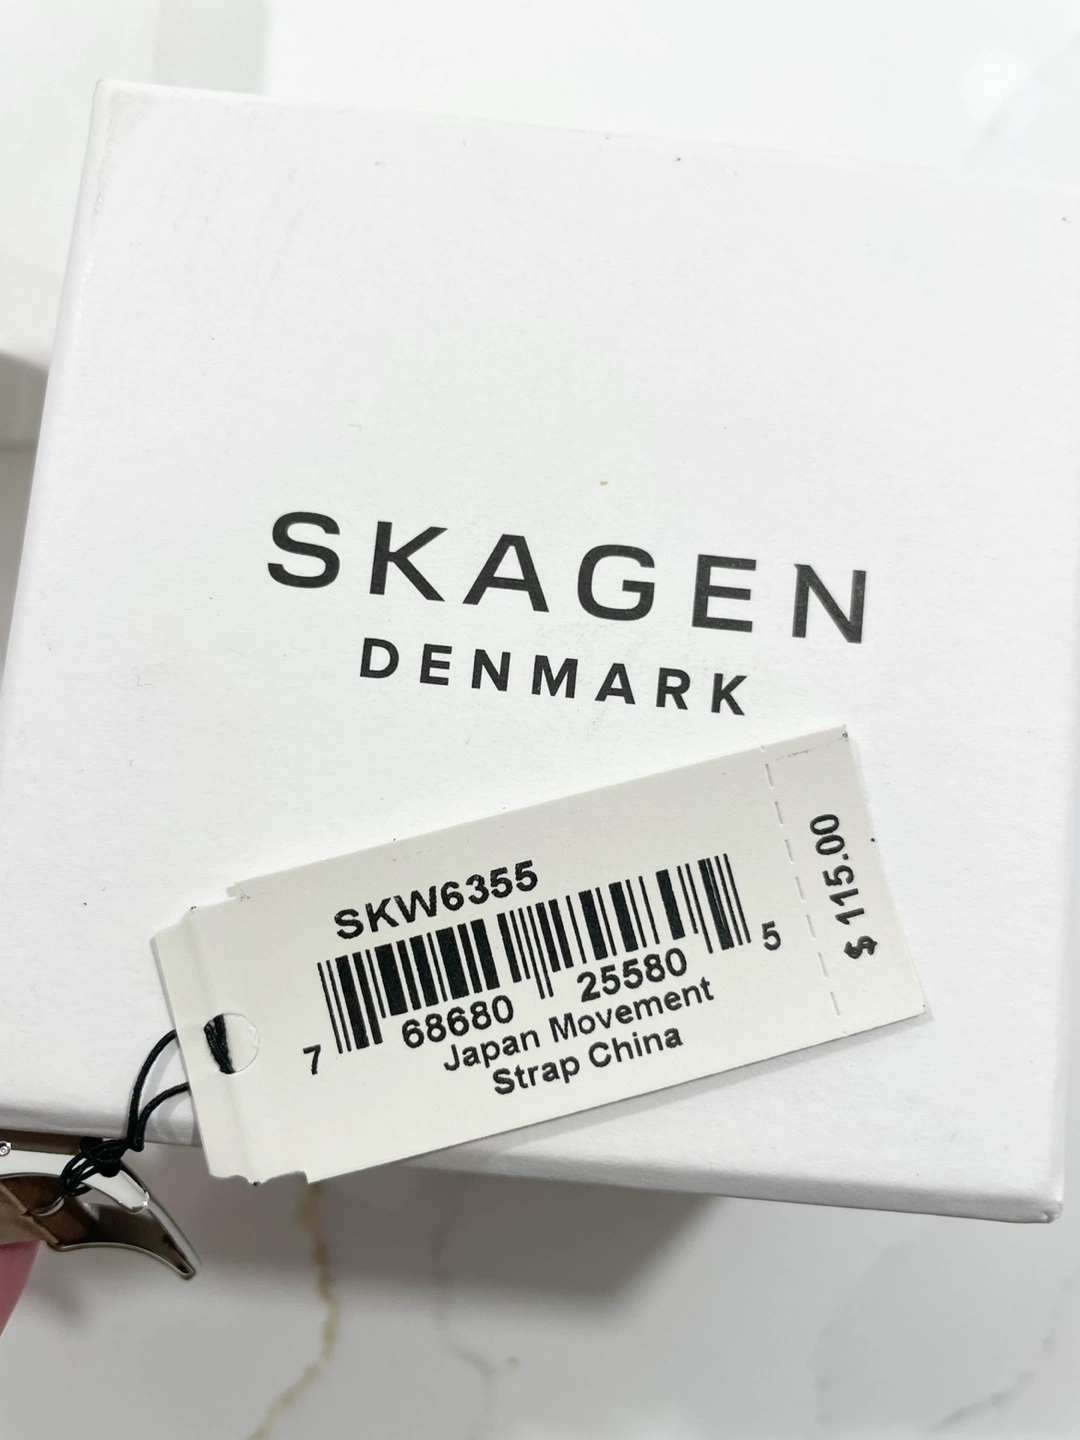 SKAGEN
DENMARK
SKW6355
7 68680 25580 5
Japan Movement
Strap China
$ 115.00